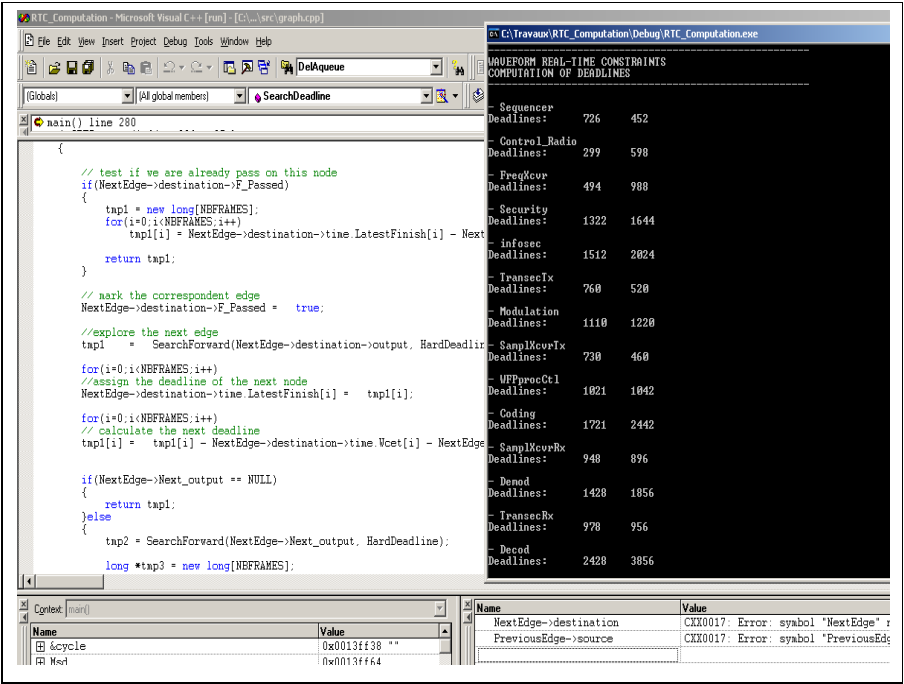 RTC_Computation - Microsoft Visual C++ [run] - [C:\...\src\graph.cpp]
File Edit View Insert Project Debug Tools Window Help
DelAqueue
(Globals) (All global members) SearchDeadline
main() line 280
{
// test if we are already pass on this node
if(NextEdge->destination->F_Passed)
{
tmp1 = new long[NBFRAMES];
for(i=0;i<NBFRAMES;i++)
tmp1[i] = NextEdge->destination->time.LatestFinish[i] - Next
return tmp1;
}
// mark the correspondent edge
NextEdge->destination->F_Passed = true;
//explore the next edge
tmp1 = SearchForward(NextEdge->destination->output, HardDeadlin
for(i=0;i<NBFRAMES;i++)
//assign the deadline of the next node
NextEdge->destination->time.LatestFinish[i] = tmp1[i];
for(i=0;i<NBFRAMES;i++)
// calculate the next deadline
tmp1[i] = tmp1[i] - NextEdge->destination->time.Wcet[i] - NextEdge
if(NextEdge->Next_output == NULL)
{
return tmp1;
}else
{
tmp2 = SearchForward(NextEdge->Next_output, HardDeadline);
long *tmp3 = new long[NBFRAMES];
C:\Travaux\RTC_Computation\Debug\RTC_Computation.exe
WAVEFORM REAL-TIME CONSTRAINTS
COMPUTATION OF DEADLINES
- Sequencer
Deadlines: 726 452
- Control_Radio
Deadlines: 299 598
- FreqXcvr
Deadlines: 494 988
- Security
Deadlines: 1322 1644
- infosec
Deadlines: 1512 2024
- TransecTx
Deadlines: 760 520
- Modulation
Deadlines: 1110 1220
- SamplXcvrTx
Deadlines: 730 460
- WFProcCtl
Deadlines: 1021 1042
- Coding
Deadlines: 1721 2442
- SamplXcvrRx
Deadlines: 948 896
- Demod
Deadlines: 1428 1856
- TransecRx
Deadlines: 978 956
- Decod
Deadlines: 2428 3856
Context: main()
Name Value
&cycle 0x0013ff38 ""
Msd 0x0013ff64
Name Value
NextEdge->destination CXX0017: Error: symbol "NextEdge" n
PreviousEdge->source CXX0017: Error: symbol "PreviousEdg